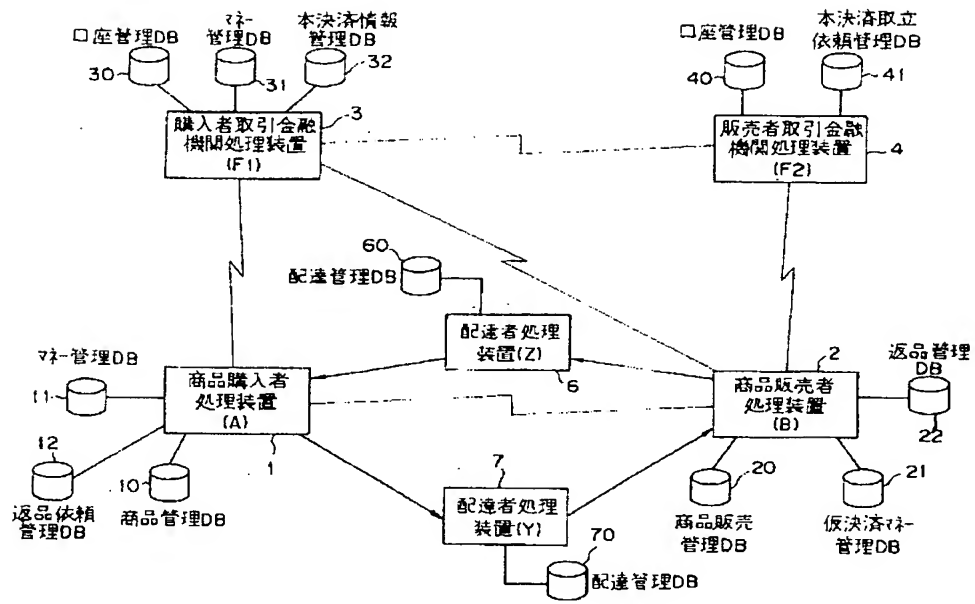 口座管理DB
30
マネー
管理DB
31
本決済情報
管理DB
32
口座管理DB
40
本決済取立
依頼管理DB
41
購入者取引金融
機関処理装置
(F1)
3
販売者取引金融
機関処理装置
(F2)
4
60
配達管理DB
配達者処理
装置(Z)
6
マネー管理DB
11
商品購入者
処理装置
(A)
1
2
商品販売者
処理装置
(B)
返品管理
DB
22
12
返品依頼
管理DB
10
商品管理DB
7
配達者処理
装置(Y)
70
配達管理DB
20
商品販売
管理DB
21
仮決済マネー
管理DB